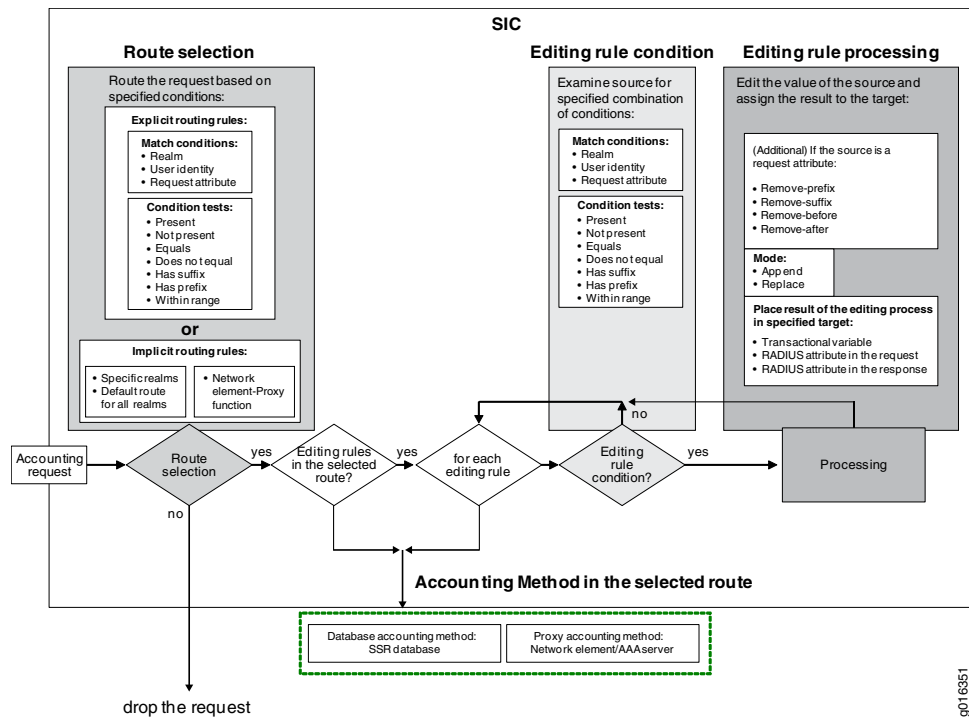 SIC
Route selection
Route the request based on
specified conditions:
Explicit routing rules:
Match conditions:
• Realm
• User identity
• Request attribute
Condition tests:
• Present
• Not present
• Equals
• Does not equal
• Has suffix
• Has prefix
• Within range
or
Implicit routing rules:
• Specific realms
• Default route
for all realms
• Network
element-Proxy
function
Editing rule condition
Examine source for
specified combination
of conditions:
Match conditions:
• Realm
• User identity
• Request attribute
Condition tests:
• Present
• Not present
• Equals
• Does not equal
• Has suffix
• Has prefix
• Within range
Editing rule processing
Edit the value of the source and
assign the result to the target:
(Additional) If the source is a
request attribute:
• Remove-prefix
• Remove-suffix
• Remove-before
• Remove-after
Mode:
• Append
• Replace
Place result of the editing process
in specified target:
• Transactional variable
• RADIUS attribute in the request
• RADIUS attribute in the response
Accounting
request
Route
selection
yes
no
Editing rules
in the selected
route?
yes
for each
editing rule
Editing
rule
condition?
no
yes
Processing
Accounting Method in the selected route
Database accounting method:
SSR database
Proxy accounting method:
Network element/AAA server
drop the request
g016351